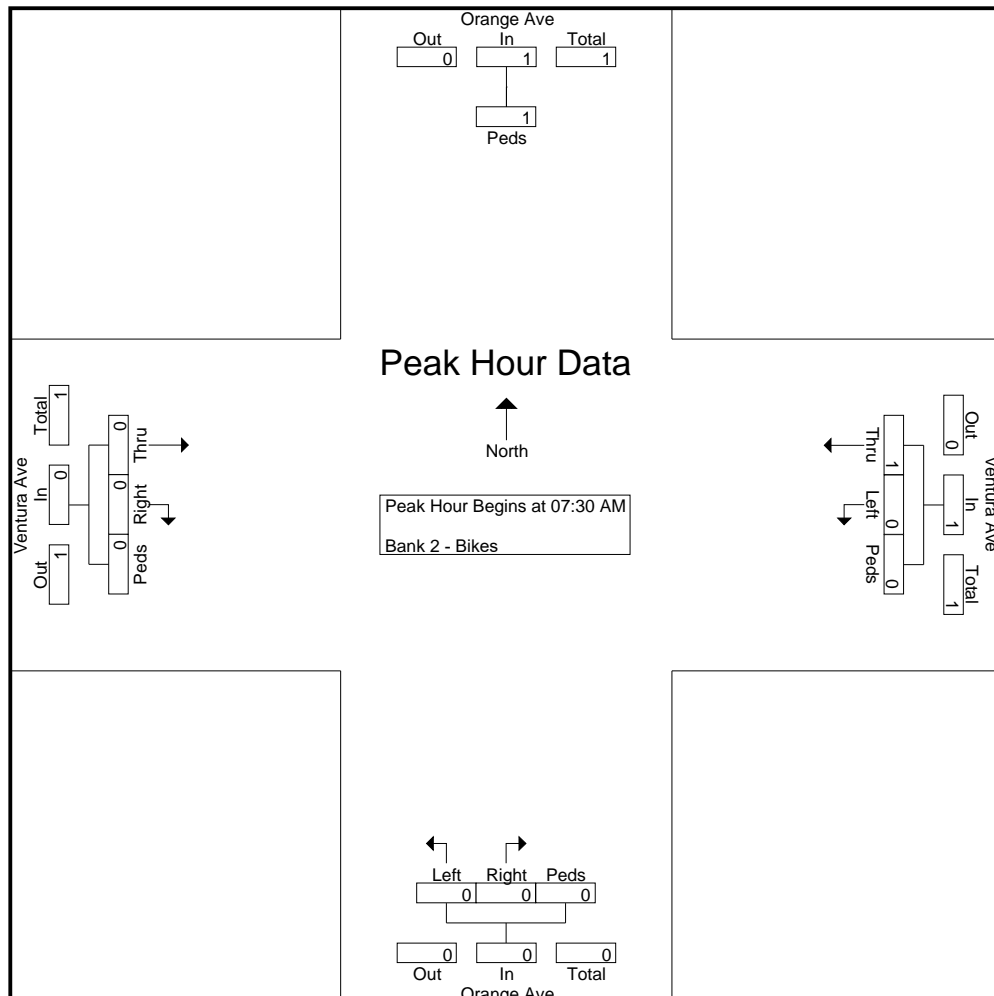 Orange Ave
Out In Total
0 1 1
1
Peds
Peak Hour Data
North
Peak Hour Begins at 07:30 AM
Bank 2 - Bikes
Ventura Ave
Total In Out
1 0 1
0 0 0
Thru Right Peds
Ventura Ave
Out In Total
0 1 1
1 0 0
Thru Left Peds
Left Right Peds
0 0 0
0 0 0
Out In Total
Orange Ave